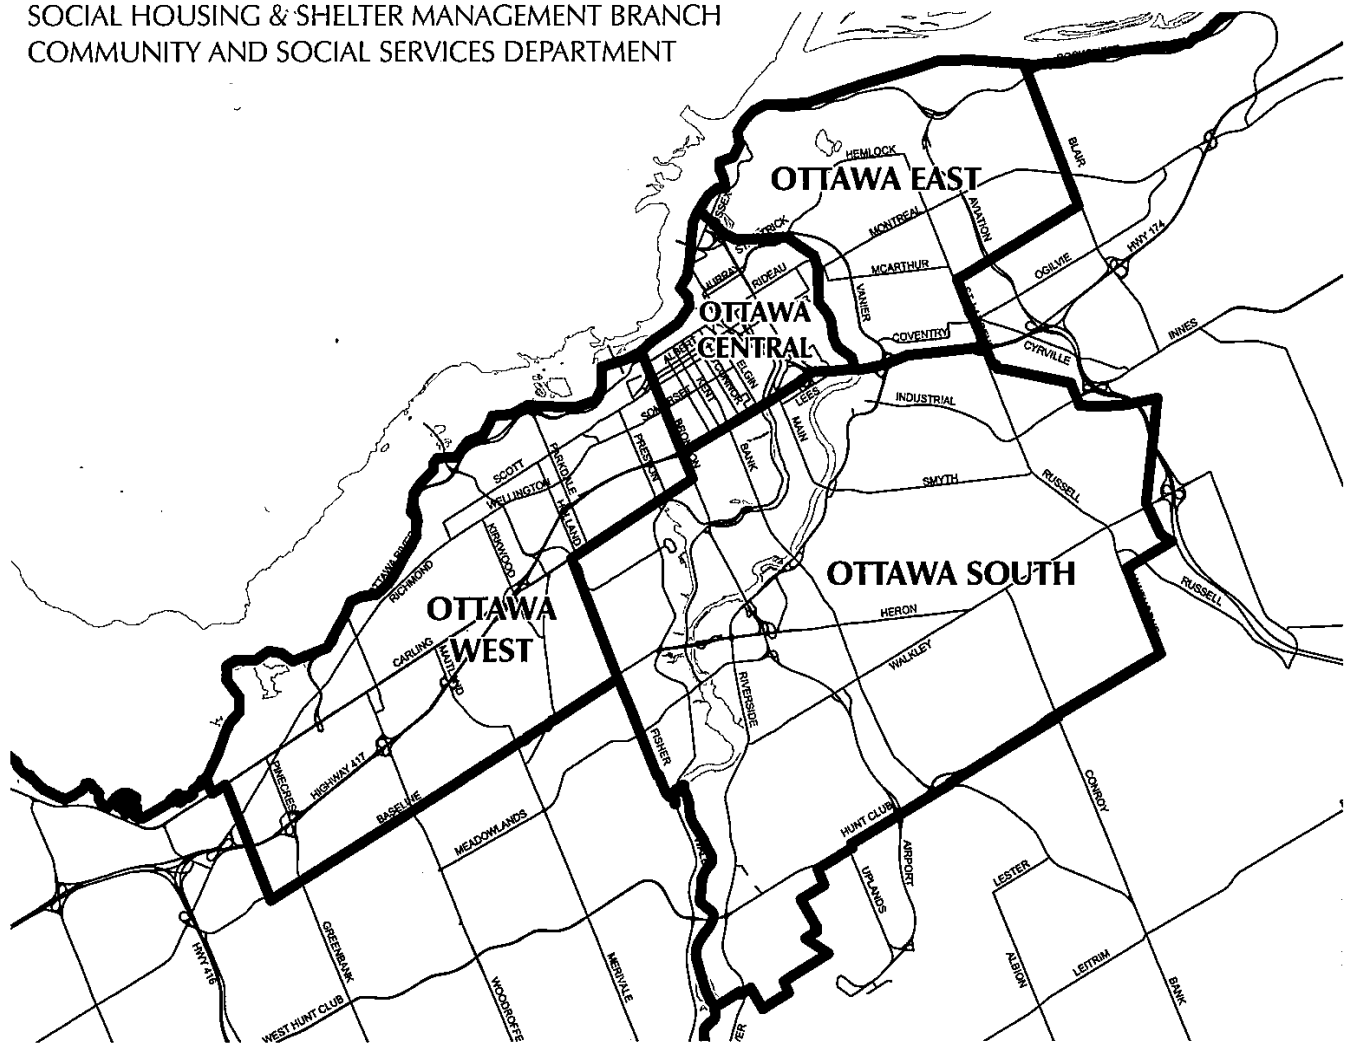 SOCIAL HOUSING & SHELTER MANAGEMENT BRANCH
COMMUNITY AND SOCIAL SERVICES DEPARTMENT
BLAIR
HEMLOCK
OTTAWA EAST
AVIATION
MONTREAL
HWY 174
OGILVIE
MCARTHUR
RIDEAU
MURRAY
VANIER
OTTAWA
CENTRAL
COVENTRY
INNES
CYRVILLE
ALBERT
ELGIN
O'CONNOR
KENT
LEES
INDUSTRIAL
SOMERSET
BRONSON
MAIN
PRESTON
BANK
SCOTT
PARKDALE
WELLINGTON
HOLLAND
SMYTH
RUSSELL
KIRKWOOD
OTTAWA RIVER
RICHMOND
OTTAWA SOUTH
RUSSELL
OTTAWA
WEST
HERON
CARLING
MAITLAND
WALKLEY
RIVERSIDE
FISHER
PINECREST
HIGHWAY 417
BASELINE
CONROY
MEADOWLANDS
HUNT CLUB
AIRPORT
UPLANDS
LESTER
GREENBANK
HWY 416
MERIVALE
ALBION
LEITRIM
WOODROFFE
BANK
WEST HUNT CLUB